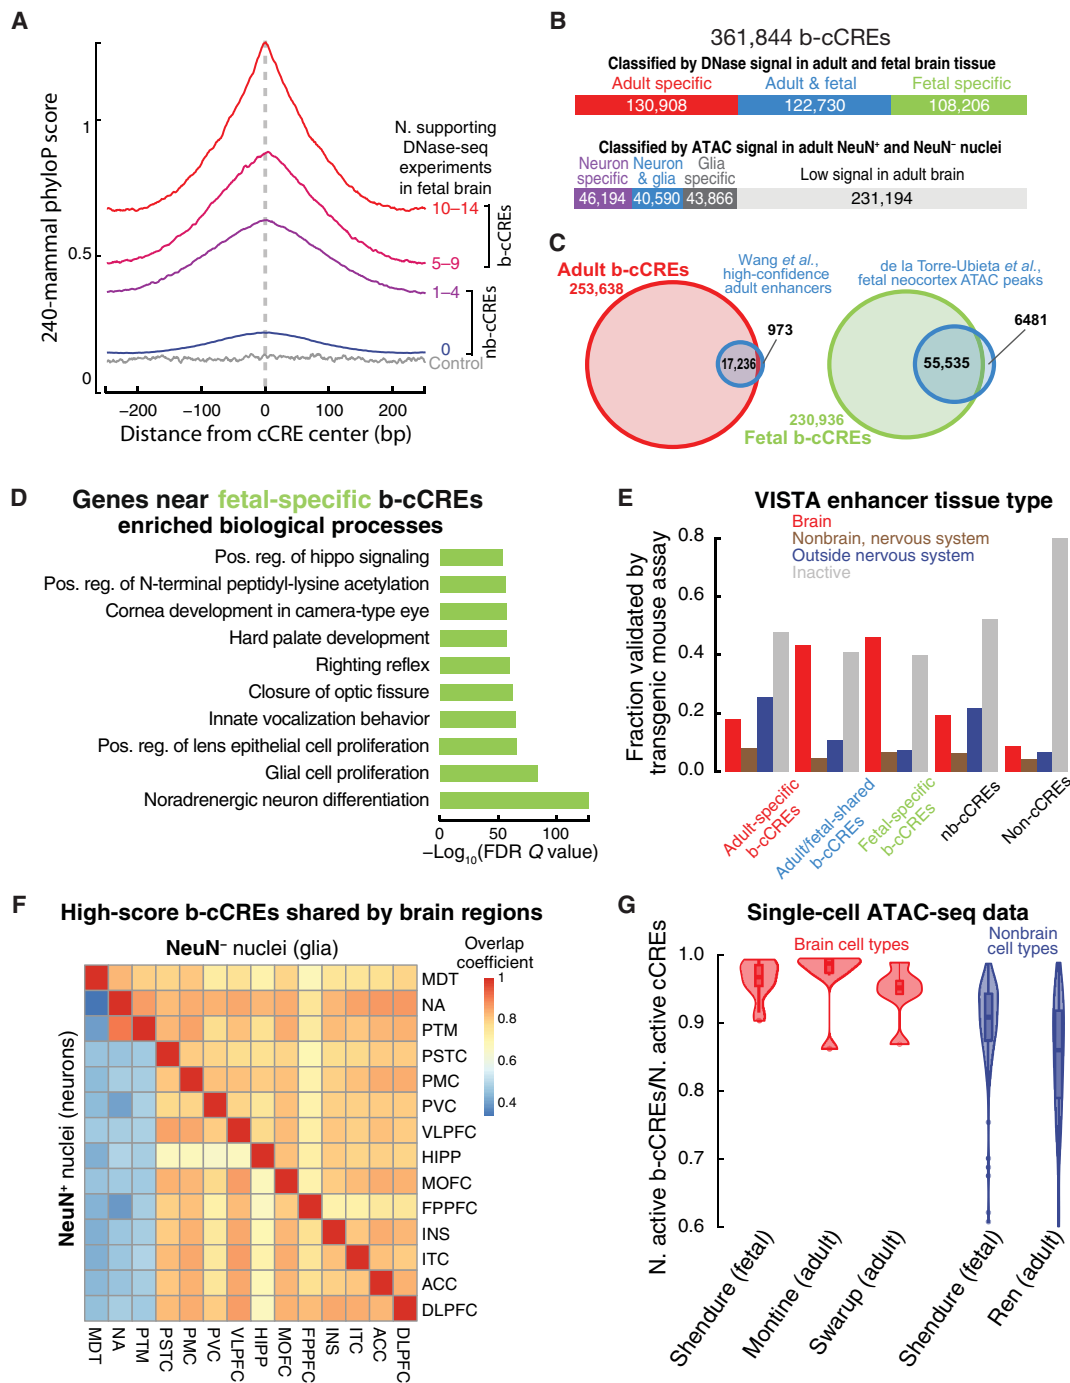 A
240-mammal phyloP score
1
0.5
0
−200
−100
0
100
200
Distance from cCRE center (bp)
N. supporting
DNase-seq
experiments
in fetal brain
10–14
5–9
1–4
0
Control
b-cCREs
nb-cCREs
B
361,844 b-cCREs
Classified by DNase signal in adult and fetal brain tissue
Adult specific
Adult & fetal
Fetal specific
130,908
122,730
108,206
Classified by ATAC signal in adult NeuN⁺ and NeuN⁻ nuclei
Neuron
specific
Neuron
& glia
Glia
specific
Low signal in adult brain
46,194
40,590
43,866
231,194
C
Adult b-cCREs
253,638
Wang et al.,
high-confidence
adult enhancers
973
17,236
de la Torre-Ubieta et al.,
fetal neocortex ATAC peaks
6481
55,535
230,936
Fetal b-cCREs
D
Genes near fetal-specific b-cCREs
enriched biological processes
Pos. reg. of hippo signaling
Pos. reg. of N-terminal peptidyl-lysine acetylation
Cornea development in camera-type eye
Hard palate development
Righting reflex
Closure of optic fissure
Innate vocalization behavior
Pos. reg. of lens epithelial cell proliferation
Glial cell proliferation
Noradrenergic neuron differentiation
0
50
100
−Log₁₀(FDR Q value)
E
VISTA enhancer tissue type
Brain
Nonbrain, nervous system
Outside nervous system
Inactive
Fraction validated by
transgenic mouse assay
0.8
0.6
0.4
0.2
0.0
Adult-specific
b-cCREs
Adult/fetal-shared
b-cCREs
Fetal-specific
b-cCREs
nb-cCREs
Non-cCREs
F
High-score b-cCREs shared by brain regions
NeuN⁻ nuclei (glia)
Overlap
coefficient
1
0.8
0.6
0.4
NeuN⁺ nuclei (neurons)
MDT
NA
PTM
PSTC
PMC
PVC
VLPFC
HIPP
MOFC
FPPFC
INS
ITC
ACC
DLPFC
MDT
NA
PTM
PSTC
PMC
PVC
VLPFC
HIPP
MOFC
FPPFC
INS
ITC
ACC
DLPFC
G
Single-cell ATAC-seq data
Brain cell types
Nonbrain
cell types
N. active b-cCREs/N. active cCREs
1.0
0.9
0.8
0.7
0.6
Shendure (fetal)
Montine (adult)
Swarup (adult)
Shendure (fetal)
Ren (adult)